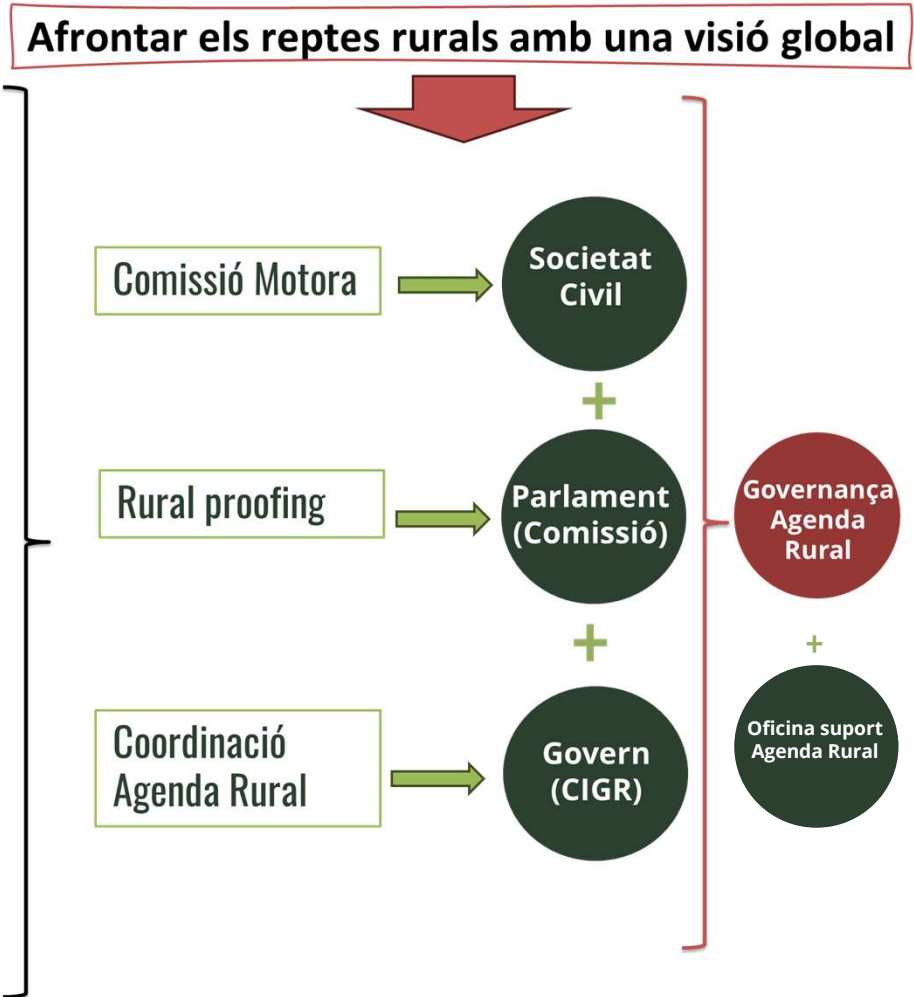 Afrontar els reptes rurals amb una visió global
Comissió Motora
Societat
Civil
+
Rural proofing
Parlament
(Comissió)
Governança
Agenda
Rural
+
+
Coordinació
Agenda Rural
Govern
(CIGR)
Oficina suport
Agenda Rural